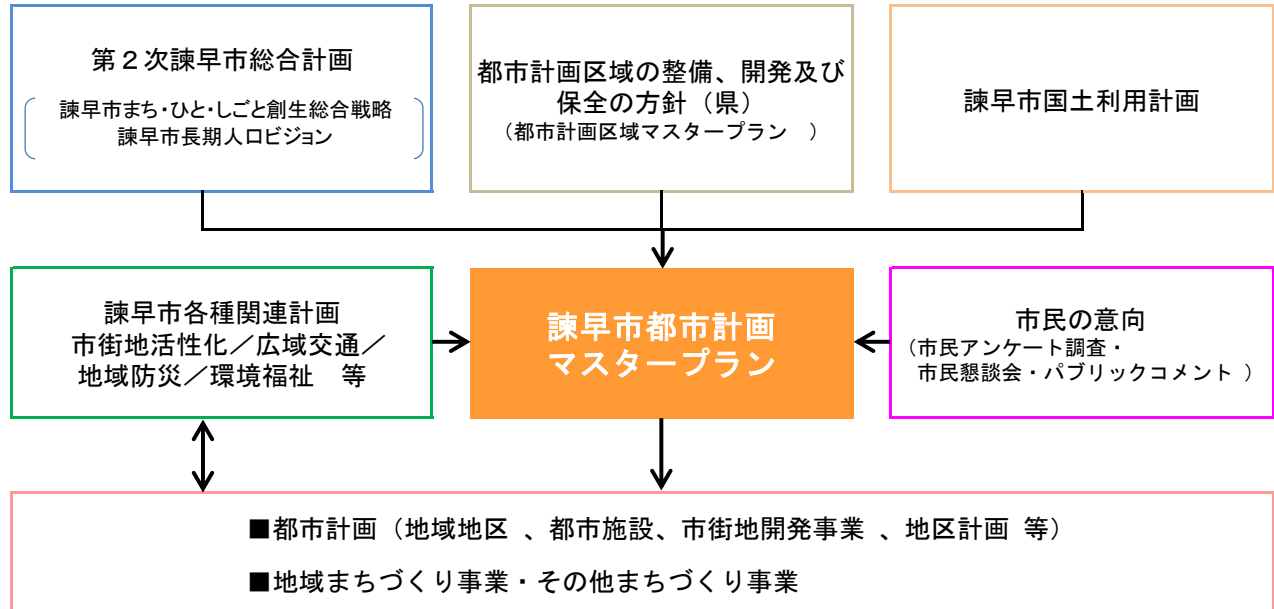 第２次諫早市総合計画
諫早市まち・ひと・しごと創生総合戦略
諫早市長期人口ビジョン
都市計画区域の整備、開発及び
保全の方針（県）
（都市計画区域マスタープラン　）
諫早市国土利用計画
諫早市各種関連計画
市街地活性化／広域交通／
地域防災／環境福祉　等
諫早市都市計画
マスタープラン
市民の意向
（市民アンケート調査・
市民懇談会・パブリックコメント ）
■都市計画（地域地区 、都市施設、市街地開発事業 、地区計画 等）
■地域まちづくり事業・その他まちづくり事業